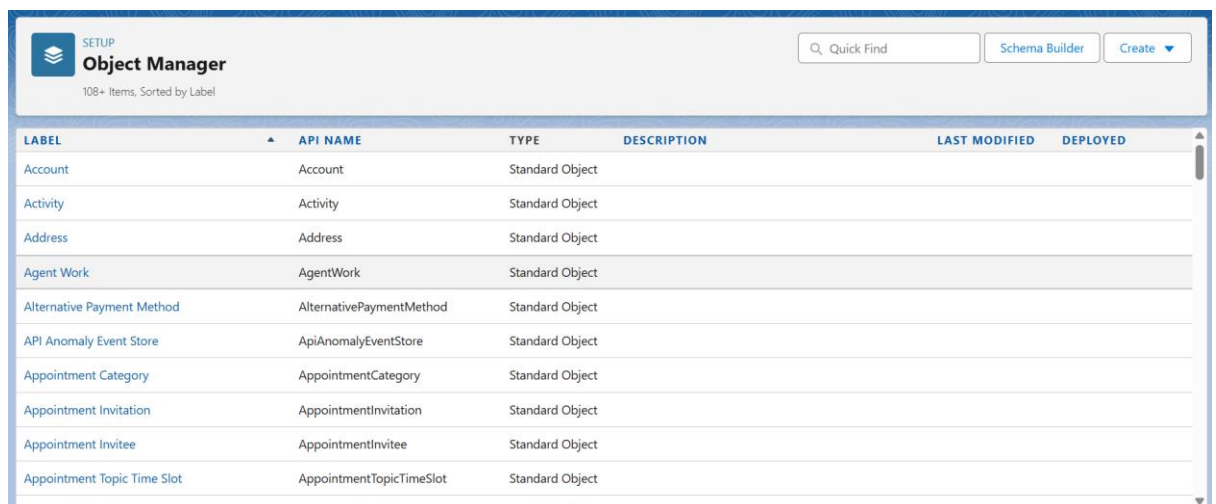 SETUP
Object Manager
108+ Items, Sorted by Label
Quick Find
Schema Builder
Create
LABEL API NAME TYPE DESCRIPTION LAST MODIFIED DEPLOYED
Account Account Standard Object
Activity Activity Standard Object
Address Address Standard Object
Agent Work AgentWork Standard Object
Alternative Payment Method AlternativePaymentMethod Standard Object
API Anomaly Event Store ApiAnomalyEventStore Standard Object
Appointment Category AppointmentCategory Standard Object
Appointment Invitation AppointmentInvitation Standard Object
Appointment Invitee AppointmentInvitee Standard Object
Appointment Topic Time Slot AppointmentTopicTimeSlot Standard Object